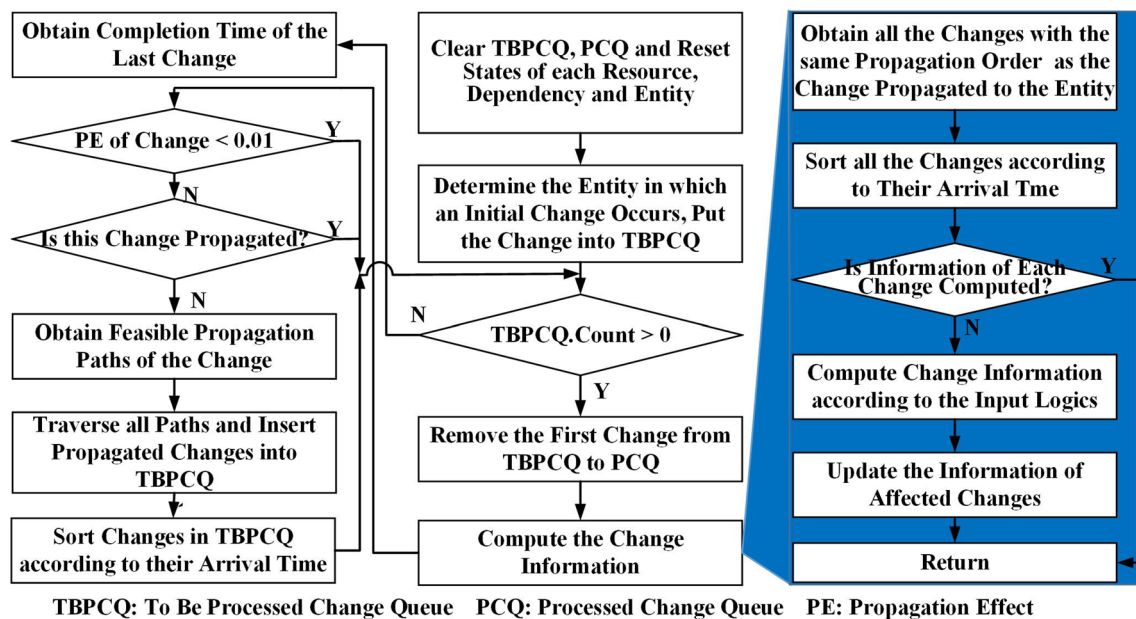 Obtain Completion Time of the
Last Change
PE of Change < 0.01
Y
N
Is this Change Propagated?
Y
N
Obtain Feasible Propagation
Paths of the Change
Traverse all Paths and Insert
Propagated Changes into
TBPCQ
Sort Changes in TBPCQ
according to their Arrival Time
Clear TBPCQ, PCQ and Reset
States of each Resource,
Dependency and Entity
Determine the Entity in which
an Initial Change Occurs, Put
the Change into TBPCQ
N
TBPCQ.Count > 0
Y
Remove the First Change from
TBPCQ to PCQ
Compute the Change
Information
Obtain all the Changes with the
same Propagation Order as the
Change Propagated to the Entity
Sort all the Changes according
to Their Arrival Tme
Is Information of Each
Change Computed?
Y
N
Compute Change Information
according to the Input Logics
Update the Information of
Affected Changes
Return
TBPCQ: To Be Processed Change Queue PCQ: Processed Change Queue PE: Propagation Effect